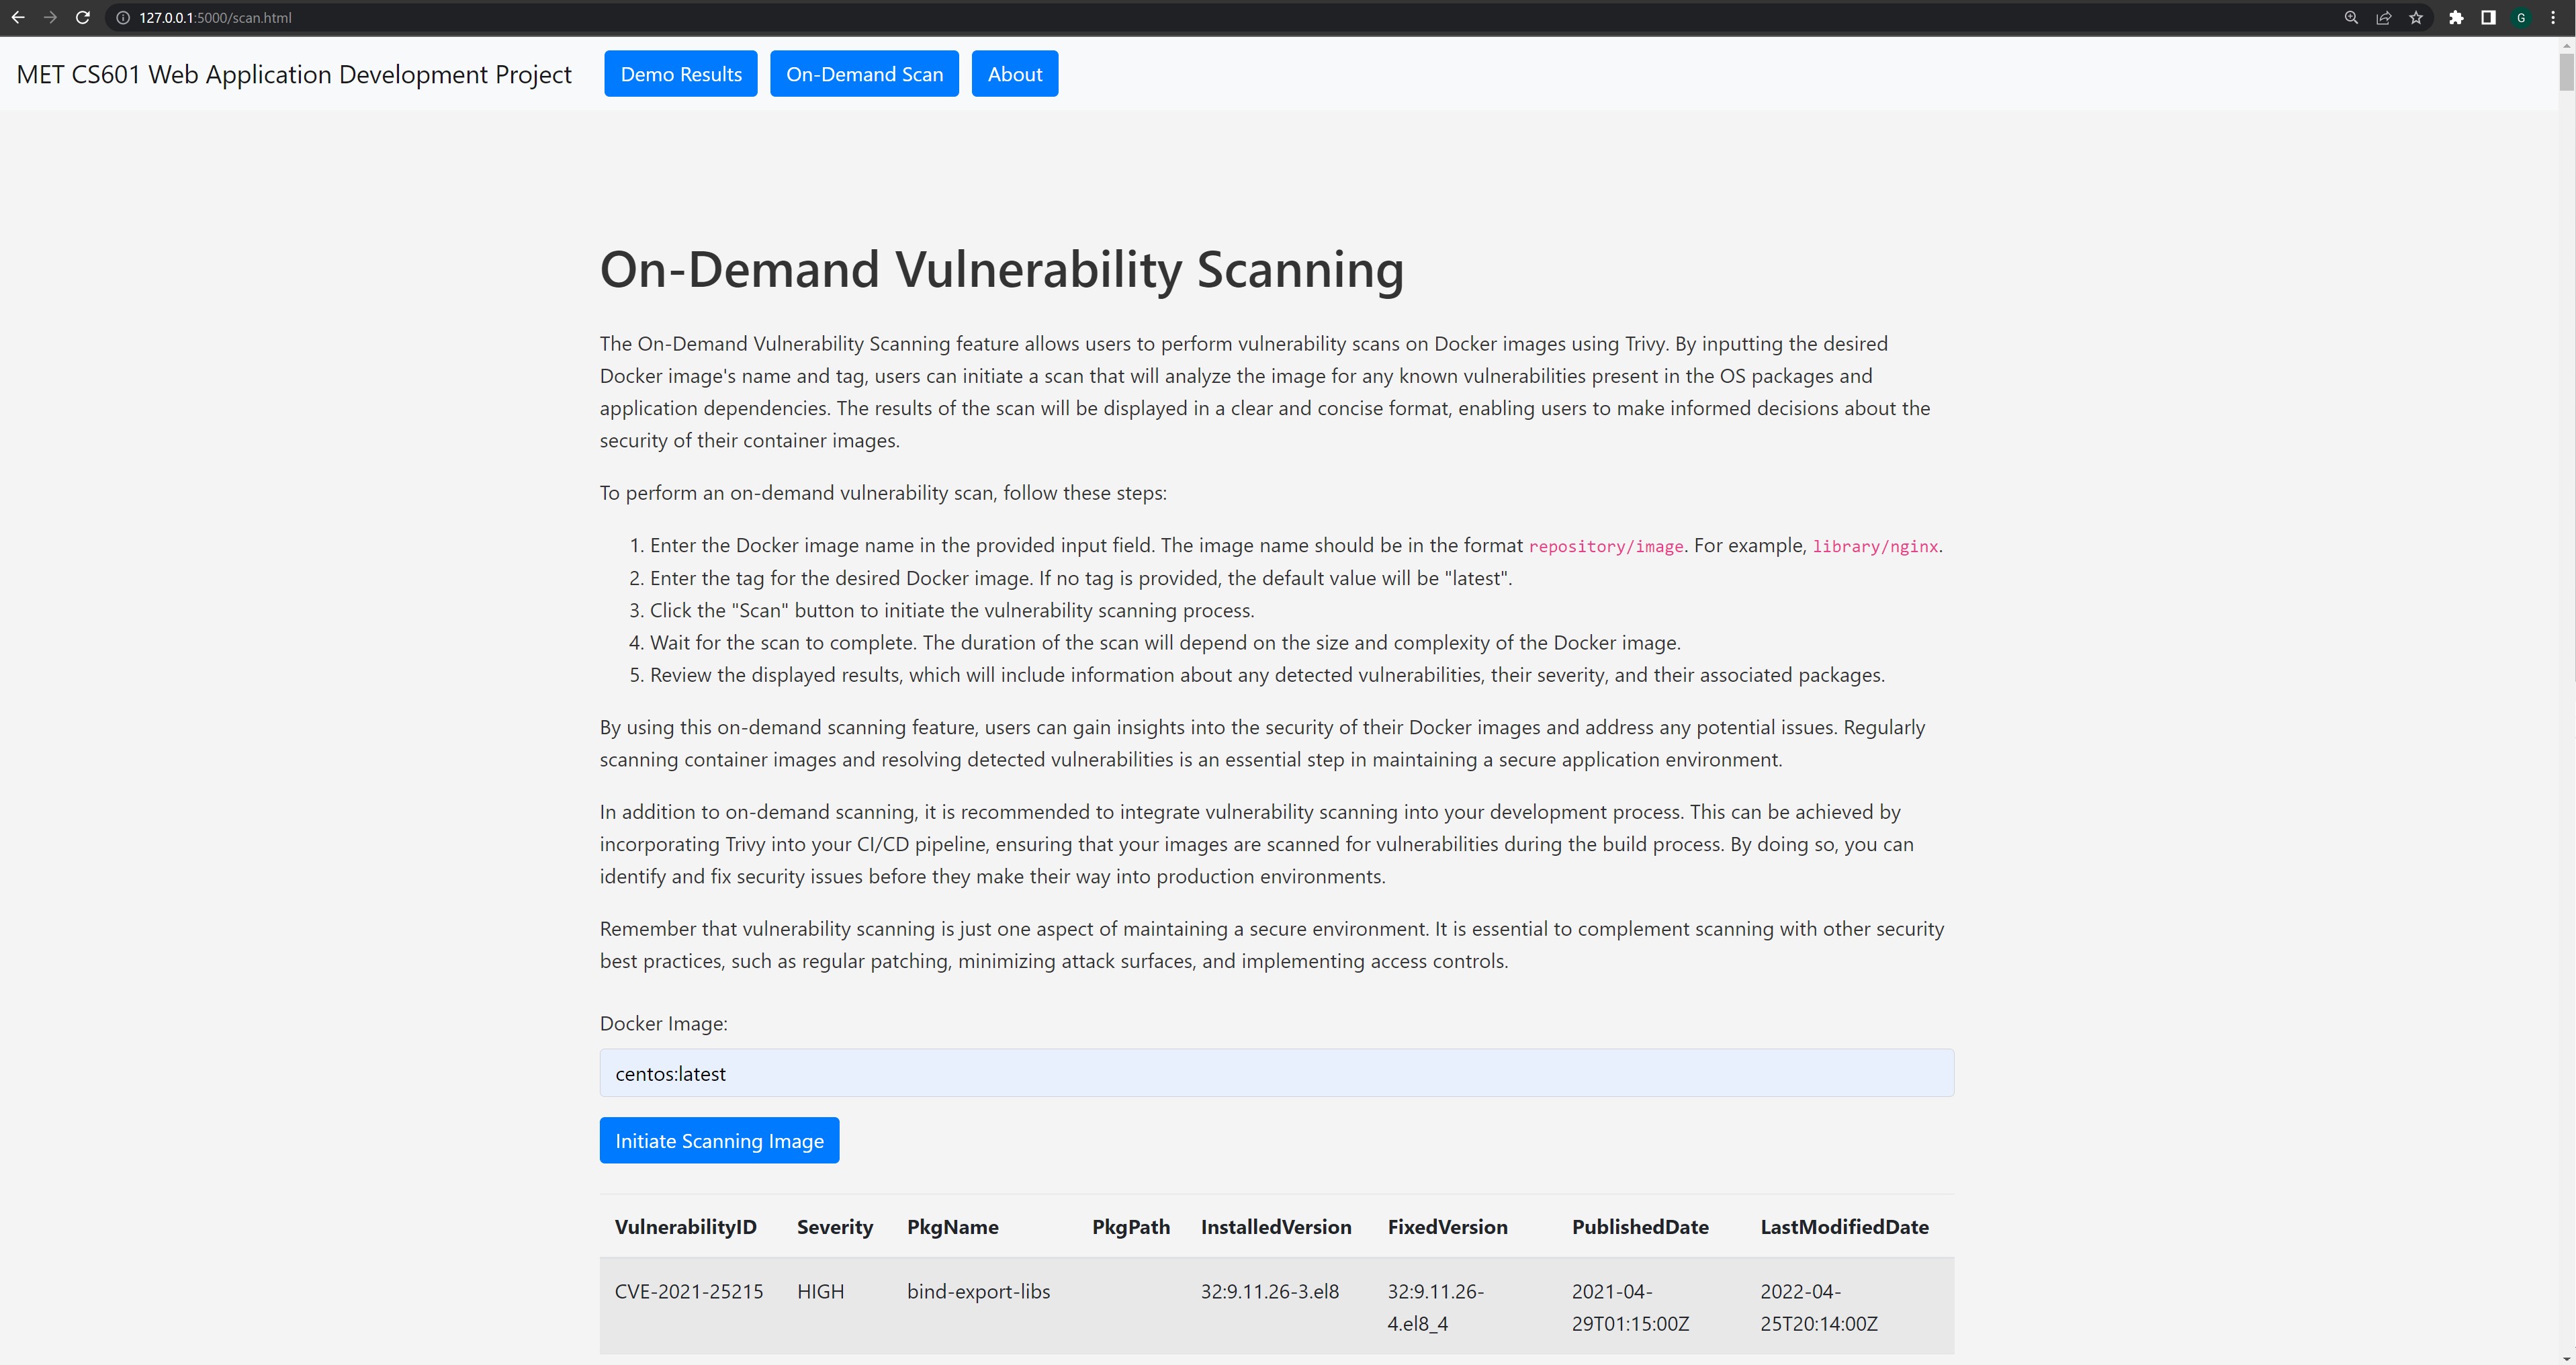 127.0.0.1:5000/scan.html
G
MET CS601 Web Application Development Project
Demo Results
On-Demand Scan
About
On-Demand Vulnerability Scanning
The On-Demand Vulnerability Scanning feature allows users to perform vulnerability scans on Docker images using Trivy. By inputting the desired
Docker image's name and tag, users can initiate a scan that will analyze the image for any known vulnerabilities present in the OS packages and
application dependencies. The results of the scan will be displayed in a clear and concise format, enabling users to make informed decisions about the
security of their container images.
To perform an on-demand vulnerability scan, follow these steps:
1. Enter the Docker image name in the provided input field. The image name should be in the format repository/image. For example, library/nginx.
2. Enter the tag for the desired Docker image. If no tag is provided, the default value will be "latest".
3. Click the "Scan" button to initiate the vulnerability scanning process.
4. Wait for the scan to complete. The duration of the scan will depend on the size and complexity of the Docker image.
5. Review the displayed results, which will include information about any detected vulnerabilities, their severity, and their associated packages.
By using this on-demand scanning feature, users can gain insights into the security of their Docker images and address any potential issues. Regularly
scanning container images and resolving detected vulnerabilities is an essential step in maintaining a secure application environment.
In addition to on-demand scanning, it is recommended to integrate vulnerability scanning into your development process. This can be achieved by
incorporating Trivy into your CI/CD pipeline, ensuring that your images are scanned for vulnerabilities during the build process. By doing so, you can
identify and fix security issues before they make their way into production environments.
Remember that vulnerability scanning is just one aspect of maintaining a secure environment. It is essential to complement scanning with other security
best practices, such as regular patching, minimizing attack surfaces, and implementing access controls.
Docker Image:
centos:latest
Initiate Scanning Image
VulnerabilityID Severity PkgName PkgPath InstalledVersion FixedVersion PublishedDate LastModifiedDate
CVE-2021-25215 HIGH bind-export-libs 32:9.11.26-3.el8 32:9.11.26- 2021-04- 2022-04-
4.el8_4 29T01:15:00Z 25T20:14:00Z